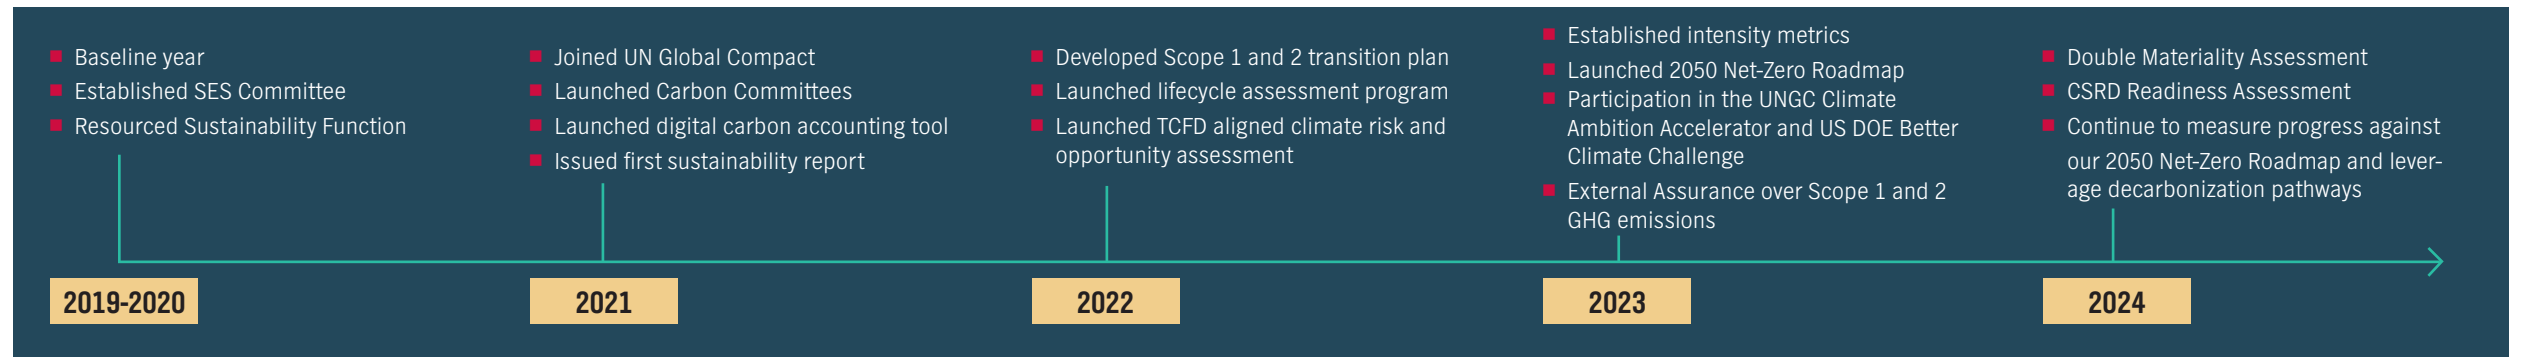 Baseline year
Established SES Committee
Resourced Sustainability Function
2019-2020
Joined UN Global Compact
Launched Carbon Committees
Launched digital carbon accounting tool
Issued first sustainability report
2021
Developed Scope 1 and 2 transition plan
Launched lifecycle assessment program
Launched TCFD aligned climate risk and
opportunity assessment
2022
Established intensity metrics
Launched 2050 Net-Zero Roadmap
Participation in the UNGC Climate
Ambition Accelerator and US DOE Better
Climate Challenge
External Assurance over Scope 1 and 2
GHG emissions
2023
Double Materiality Assessment
CSRD Readiness Assessment
Continue to measure progress against
our 2050 Net-Zero Roadmap and lever-
age decarbonization pathways
2024